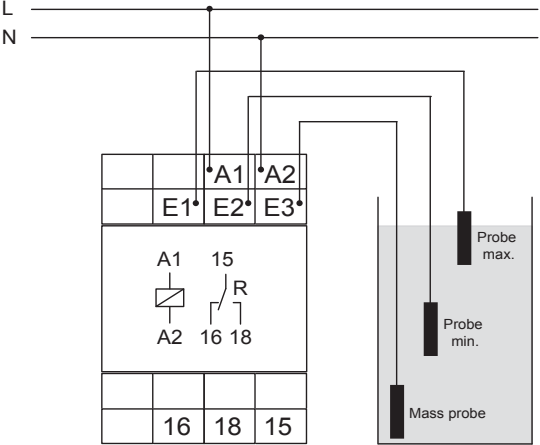 L
N
A1 A2
E1 E2 E3
A1 15
R
A2 16 18
16 18 15
Probe
max.
Probe
min.
Mass probe